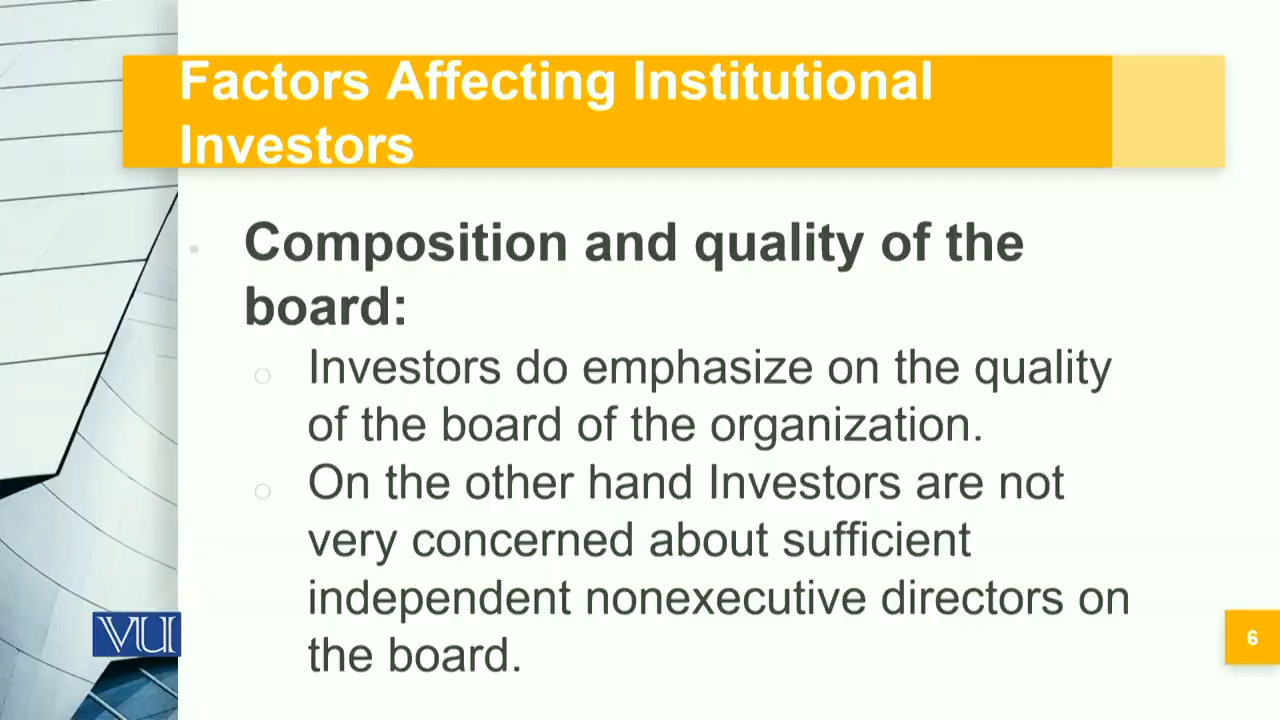 Factors Affecting Institutional
Investors
Composition and quality of the
board:
Investors do emphasize on the quality
of the board of the organization.
On the other hand Investors are not
very concerned about sufficient
independent nonexecutive directors on
the board.
VU
6